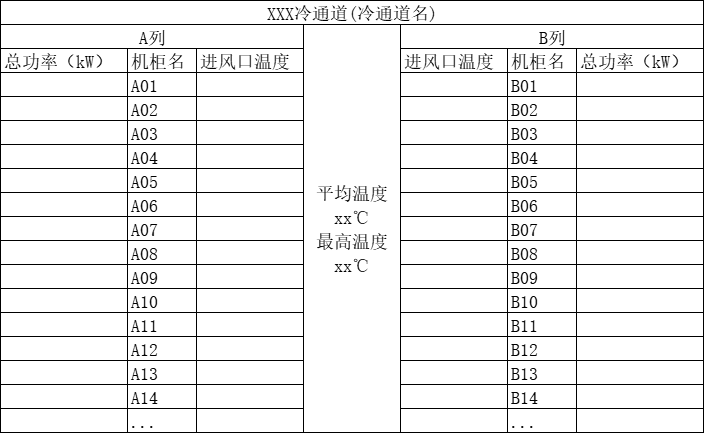 XXX冷通道(冷通道名)
A列 B列
总功率（kW） 机柜名 进风口温度 进风口温度 机柜名 总功率（kW）
A01 B01
A02 B02
A03 B03
A04 B04
A05 B05
平均温度
A06 B06
xx℃
A07 B07
最高温度
A08 B08
xx℃
A09 B09
A10 B10
A11 B11
A12 B12
A13 B13
A14 B14
... ...